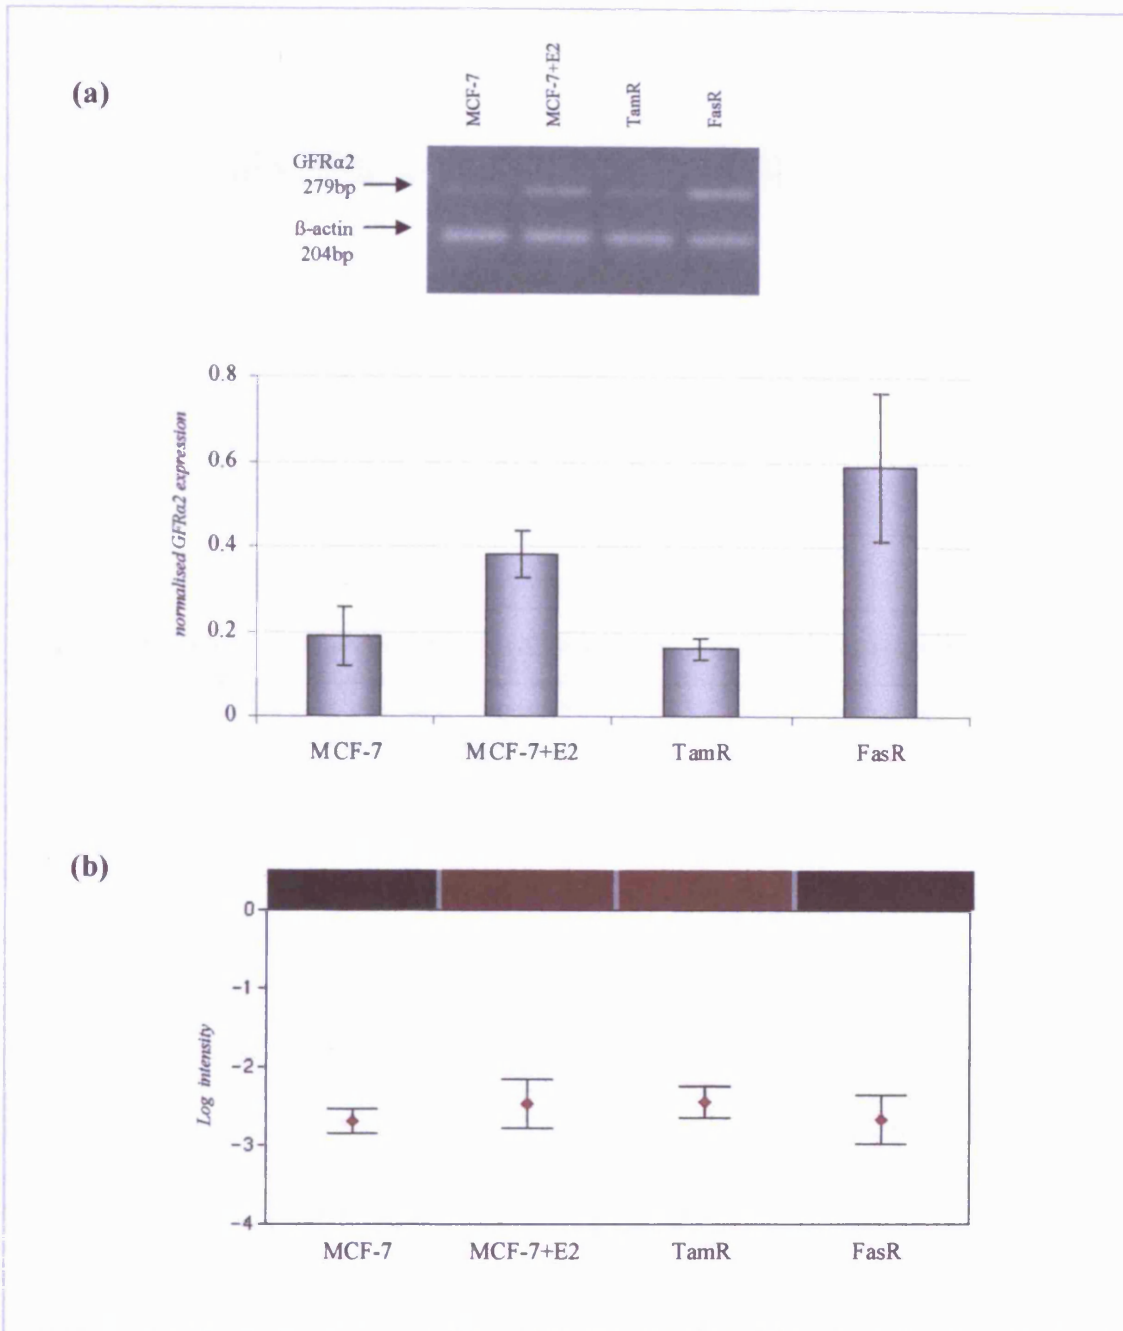 (a)
MCF-7
MCF-7+E2
TamR
FasR
GFRα2
279bp
ß-actin
204bp
normalised GFRα2 expression
0.8
0.6
0.4
0.2
0
MCF-7
MCF-7+E2
TamR
FasR
(b)
Log intensity
0
-1
-2
-3
-4
MCF-7
MCF-7+E2
TamR
FasR